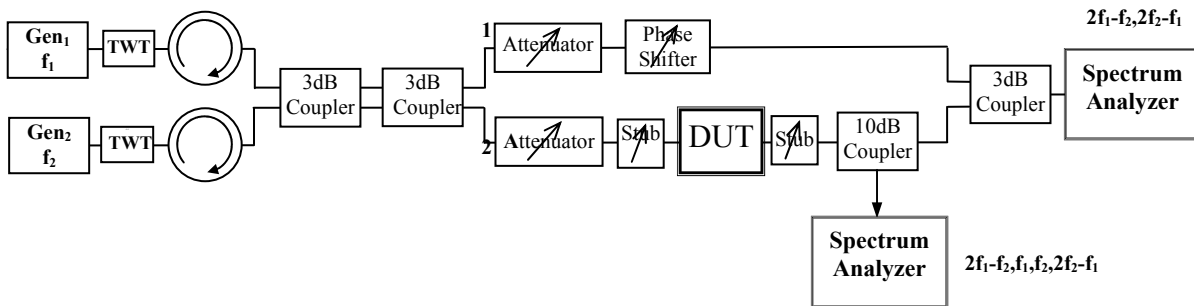 2f₁-f₂,2f₂-f₁
Gen₁
f₁
TWT
1
Attenuator
Phase
Shifter
3dB
Coupler
3dB
Coupler
3dB
Coupler
Spectrum
Analyzer
Gen₂
f₂
TWT
2
Attenuator
Stub
DUT
Stub
10dB
Coupler
Spectrum
Analyzer
2f₁-f₂,f₁,f₂,2f₂-f₁